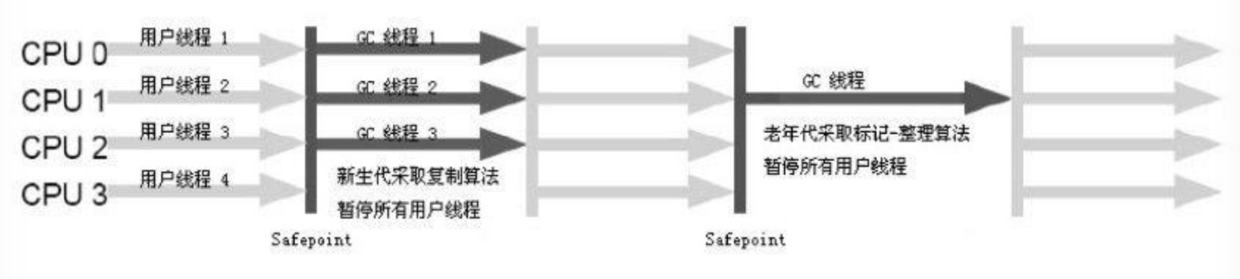 CPU 0
用户线程 1
GC 线程 1
CPU 1
用户线程 2
GC 线程 2
GC 线程
CPU 2
用户线程 3
GC 线程 3
CPU 3
用户线程 4
新生代采取复制算法
暂停所有用户线程
老年代采取标记-整理算法
暂停所有用户线程
Safepoint
Safepoint